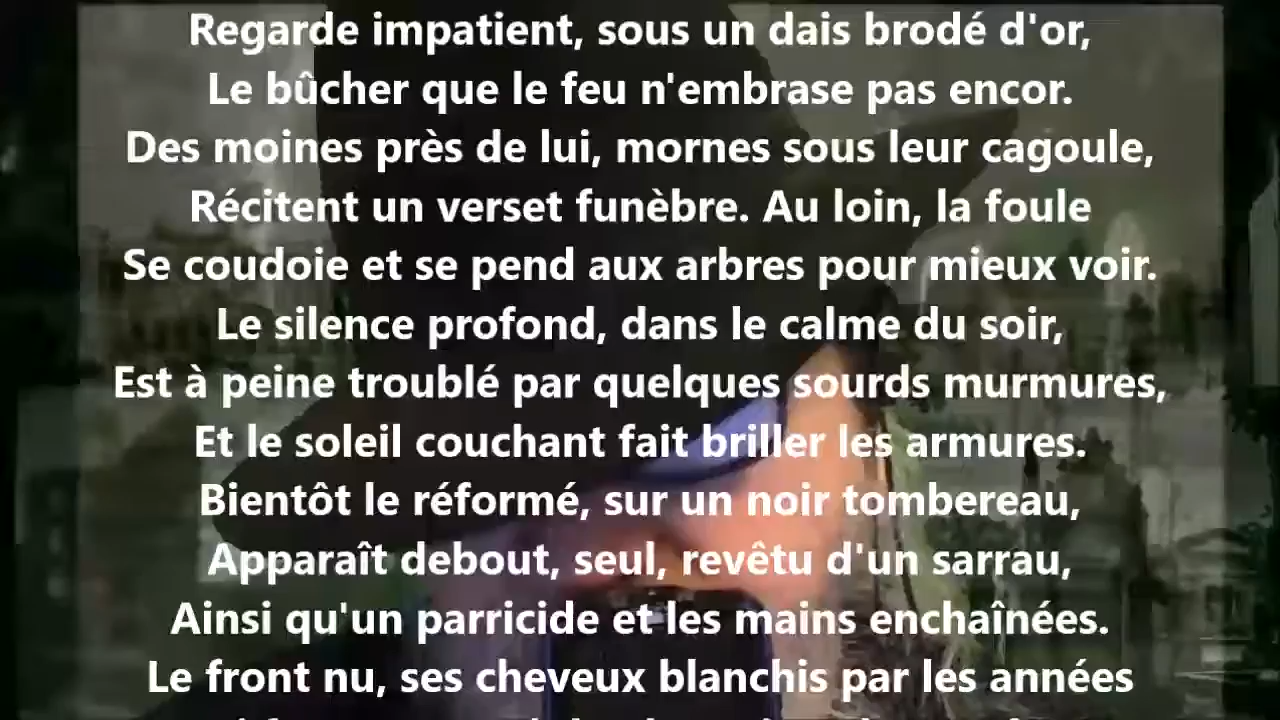 Regarde impatient, sous un dais brodé d'or,
Le bûcher que le feu n'embrase pas encor.
Des moines près de lui, mornes sous leur cagoule,
Récitent un verset funèbre. Au loin, la foule
Se coudoie et se pend aux arbres pour mieux voir.
Le silence profond, dans le calme du soir,
Est à peine troublé par quelques sourds murmures,
Et le soleil couchant fait briller les armures.
Bientôt le réformé, sur un noir tombereau,
Apparaît debout, seul, revêtu d'un sarrau,
Ainsi qu'un parricide et les mains enchaînées.
Le front nu, ses cheveux blanchis par les années